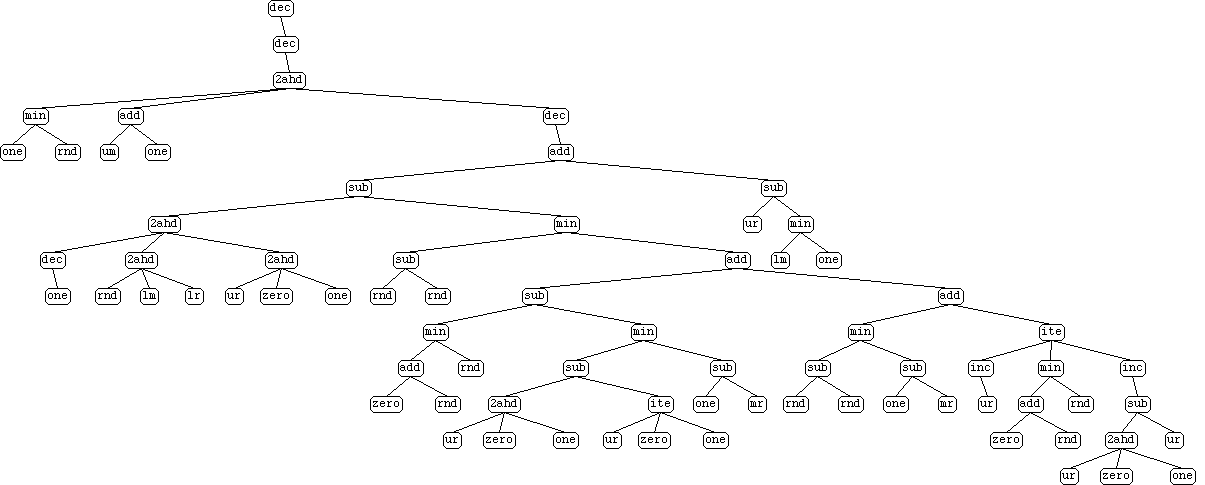 dec
dec
2ahd
min add dec
one rnd um one add
sub sub
2ahd min ur min
dec 2ahd 2ahd sub add lm one
one rnd lm lr ur zero one rnd rnd sub add
min min min ite
add rnd sub sub sub sub inc min inc
zero rnd 2ahd ite one mr rnd rnd one mr ur add rnd sub
ur zero one ur zero one zero rnd 2ahd ur
ur zero one